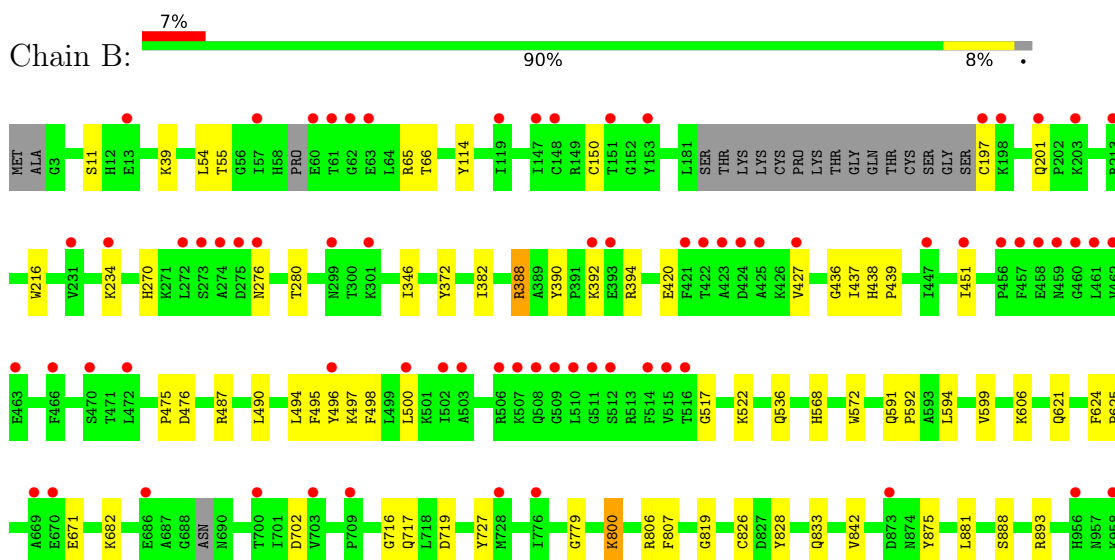 7%
Chain B:
90%
8%
•
MET ALA G3 S11 H12 E13 K39 L54 T55 G56 I57 H58 PRO E60 T61 G62 E63 L64 R65 T66 Y114 I119 I147 C148 R149 C150 T151 G152 Y153 L181 SER THR LYS LYS CYS PRO LYS THR GLY GLN THR CYS SER GLY SER C197 K198 Q201 P202 K203
W216 V231 K234 H270 K271 L272 S273 A274 D275 N276 T280 N299 T300 K301 I346 Y372 I382 R388 A389 Y390 P391 K392 E393 R394 E420 F421 T422 A423 D424 A425 K426 V427 G436 I437 H438 P439 I447 I451 P456 F457 E458 N459 G460 L461
E463 F466 S470 T471 L472 P475 D476 R487 L490 L494 F495 Y496 K497 F498 L499 L500 K501 I502 A503 R506 K507 Q508 G509 L510 G511 S512 R513 F514 V515 T516 G517 K522 Q536 H568 W572 Q591 P592 A593 L594 V599 K606 Q621 F624
A669 E670 E671 K682 E686 A687 G688 ASN N690 T700 I701 D702 V703 P709 G716 Q717 L718 D719 Y727 M728 I776 G779 K800 R806 F807 G819 C826 D827 Y828 Q833 V842 D873 N874 Y875 L881 S888 R893 H956 N957